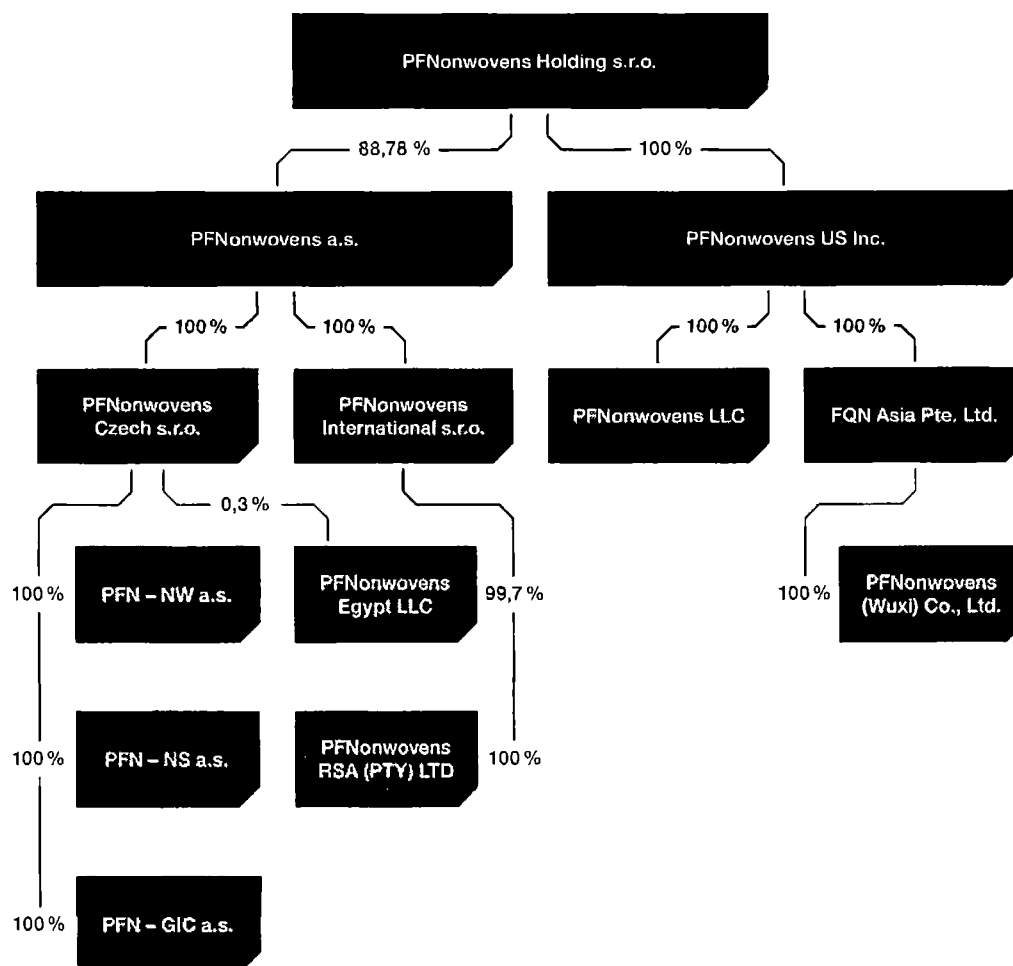 PFNonwovens Holding s.r.o.
88,78 %
100 %
PFNonwovens a.s.
PFNonwovens US Inc.
100 %
100 %
100 %
100 %
PFNonwovens
Czech s.r.o.
PFNonwovens
International s.r.o.
PFNonwovens LLC
FQN Asia Pte. Ltd.
0,3 %
100 %
PFN – NW a.s.
PFNonwovens
Egypt LLC
99,7 %
100 %
PFNonwovens
(Wuxi) Co., Ltd.
100 %
PFN – NS a.s.
PFNonwovens
RSA (PTY) LTD
100 %
100 %
PFN – GIC a.s.